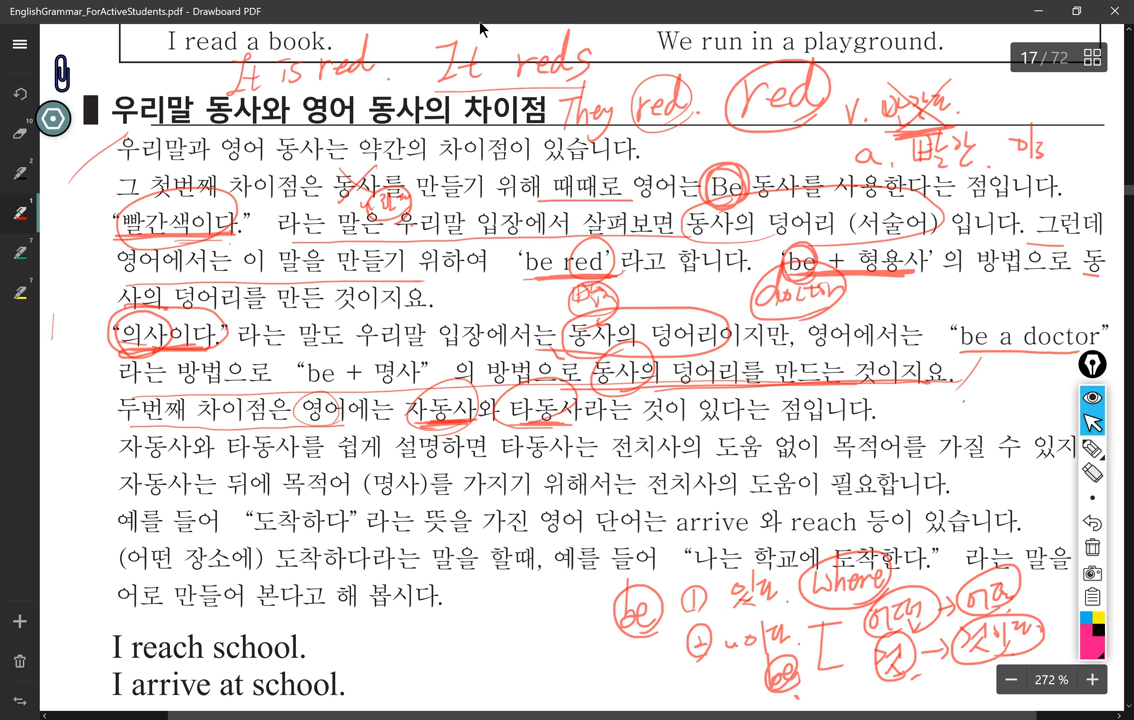 EnglishGrammar_ForActiveStudents.pdf - Drawboard PDF
I read a book. We run in a playground.
17 / 72
It is red. It reds
They red. red
우리말 동사와 영어 동사의 차이점
우리말과 영어 동사는 약간의 차이점이 있습니다.
그 첫번째 차이점은 동사를 만들기 위해 때때로 영어는 Be 동사를 사용한다는 점입니다.
“빨간색이다.” 라는 말은 우리말 입장에서 살펴보면 동사의 덩어리 (서술어) 입니다. 그런데
영어에서는 이 말을 만들기 위하여 ‘be red’ 라고 합니다. ‘be + 형용사’ 의 방법으로 동
사의 덩어리를 만든 것이지요.
doctor
“의사이다.” 라는 말도 우리말 입장에서는 동사의 덩어리이지만, 영어에서는 “be a doctor”
라는 방법으로 “be + 명사” 의 방법으로 동사의 덩어리를 만드는 것이지요.
두번째 차이점은 영어에는 자동사와 타동사라는 것이 있다는 점입니다.
자동사와 타동사를 쉽게 설명하면 타동사는 전치사의 도움 없이 목적어를 가질 수 있지
자동사는 뒤에 목적어 (명사)를 가지기 위해서는 전치사의 도움이 필요합니다.
예를 들어 “도착하다” 라는 뜻을 가진 영어 단어는 arrive 와 reach 등이 있습니다.
(어떤 장소에) 도착하다라는 말을 할때, 예를 들어 “나는 학교에 도착한다.” 라는 말을
어로 만들어 본다고 해 봅시다.
be ① 있다. where
② ~이다. 어떤
be 것 → 것이다
I reach school.
I arrive at school.
272 %